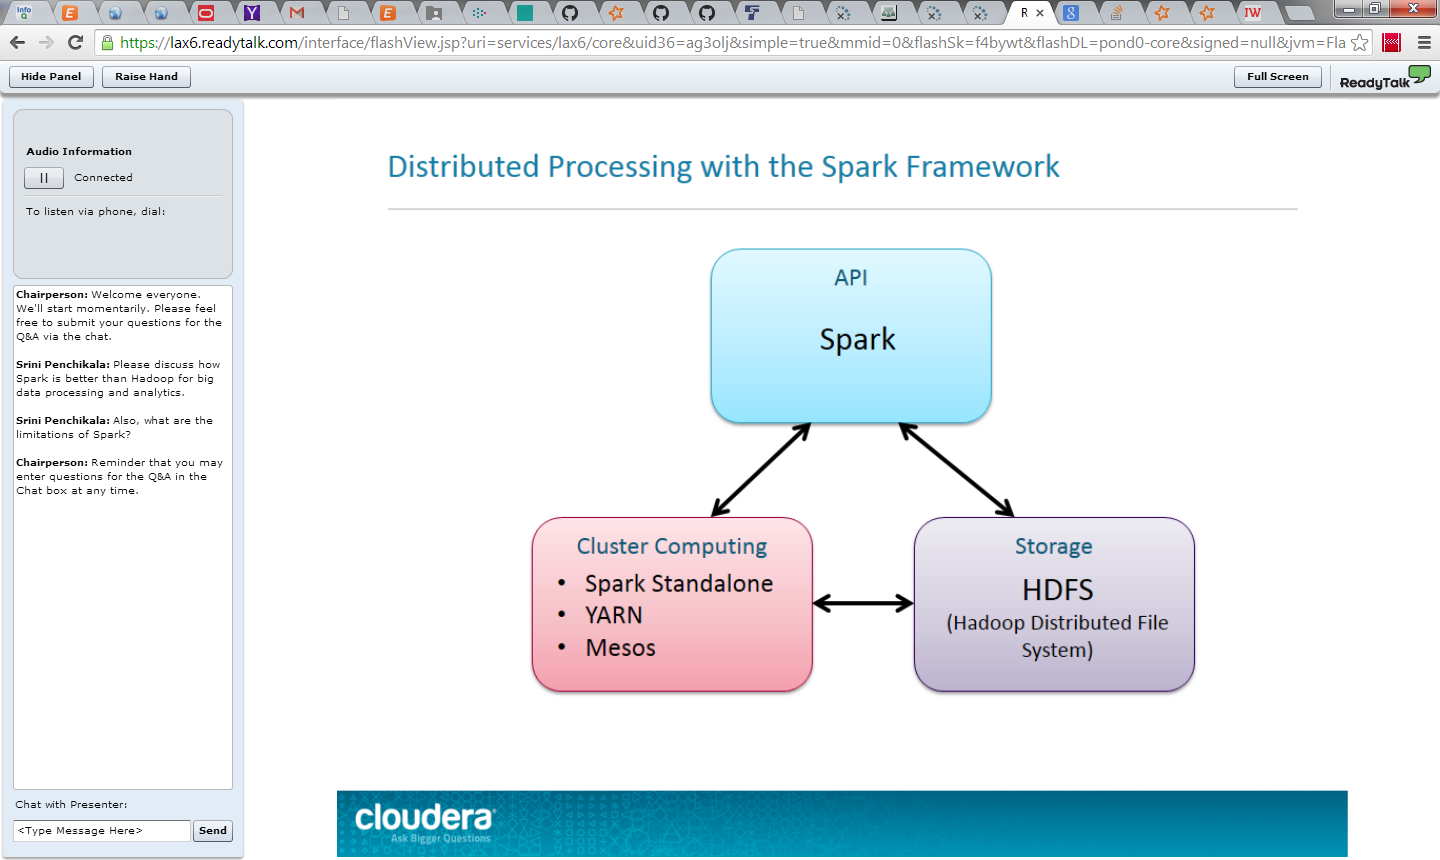 Info
Q
R
JW
https://lax6.readytalk.com/interface/flashView.jsp?uri=services/lax6/core&uid36=ag3olj&simple=true&mmid=0&flashSk=f4bywt&flashDL=pond0-core&signed=null&jvm=Fla
Hide Panel
Raise Hand
Full Screen
ReadyTalk
Audio Information
Connected
To listen via phone, dial:
Chairperson: Welcome everyone.
We'll start momentarily. Please feel
free to submit your questions for the
Q&A via the chat.
Srini Penchikala: Please discuss how
Spark is better than Hadoop for big
data processing and analytics.
Srini Penchikala: Also, what are the
limitations of Spark?
Chairperson: Reminder that you may
enter questions for the Q&A in the
Chat box at any time.
Chat with Presenter:
<Type Message Here>
Send
Distributed Processing with the Spark Framework
API
Spark
Cluster Computing
• Spark Standalone
• YARN
• Mesos
Storage
HDFS
(Hadoop Distributed File
System)
cloudera
Ask Bigger Questions